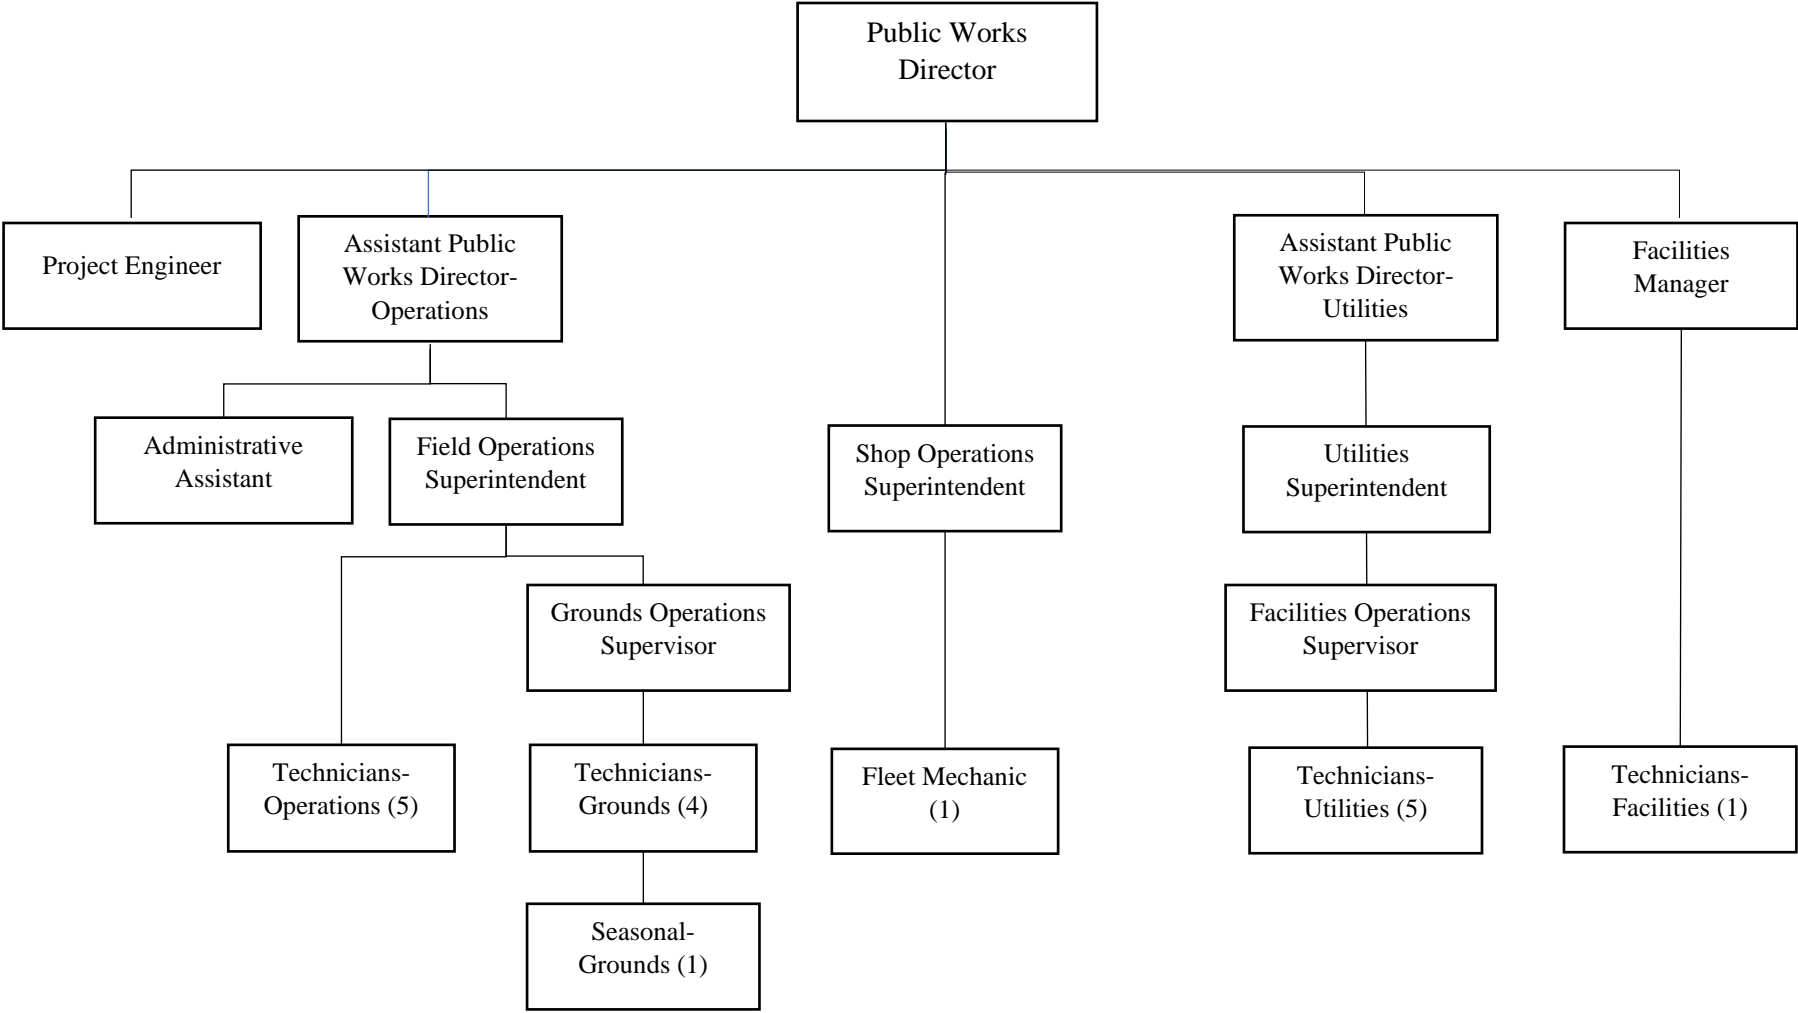 Public Works
Director
Project Engineer
Assistant Public
Works Director-
Operations
Assistant Public
Works Director-
Utilities
Facilities
Manager
Administrative
Assistant
Field Operations
Superintendent
Shop Operations
Superintendent
Utilities
Superintendent
Grounds Operations
Supervisor
Facilities Operations
Supervisor
Technicians-
Operations (5)
Technicians-
Grounds (4)
Fleet Mechanic
(1)
Technicians-
Utilities (5)
Technicians-
Facilities (1)
Seasonal-
Grounds (1)